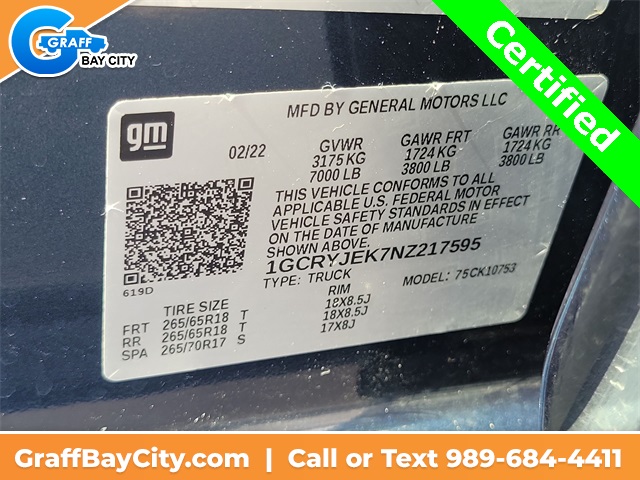 GRAFF
BAY CITY
Certified
gm
MFD BY GENERAL MOTORS LLC
02/22
GVWR
3175 KG
7000 LB
GAWR FRT
1724 KG
3800 LB
GAWR RR
1724 KG
3800 LB
THIS VEHICLE CONFORMS TO ALL
APPLICABLE U.S. FEDERAL MOTOR
VEHICLE SAFETY STANDARDS IN EFFECT
ON THE DATE OF MANUFACTURE
SHOWN ABOVE.
1GCRYJEK7NZ217595
TYPE: TRUCK
MODEL: 75CK10753
619D
TIRE SIZE
RIM
FRT 265/65R18 T 18X8.5J
RR 265/65R18 T 18X8.5J
SPA 265/70R17 S 17X8J
GraffBayCity.com | Call or Text 989-684-4411